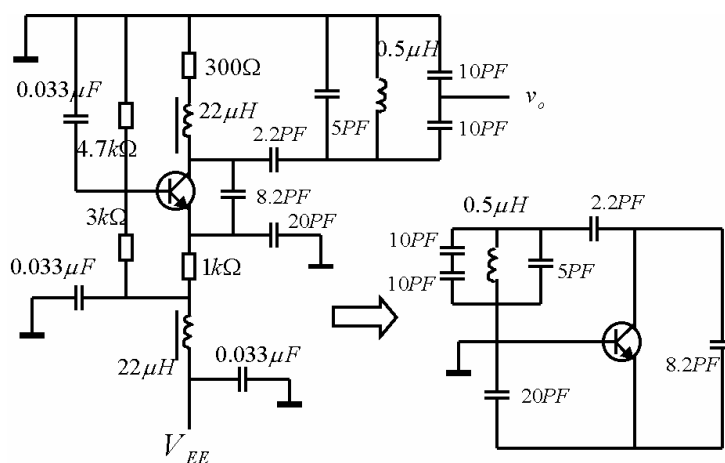 300Ω
0.5μH
10PF
0.033μF
22μH
5PF
v_o
4.7kΩ
2.2PF
10PF
8.2PF
3kΩ
20PF
0.033μF
1kΩ
22μH
0.033μF
V_EE
0.5μH
2.2PF
10PF
10PF
5PF
8.2PF
20PF